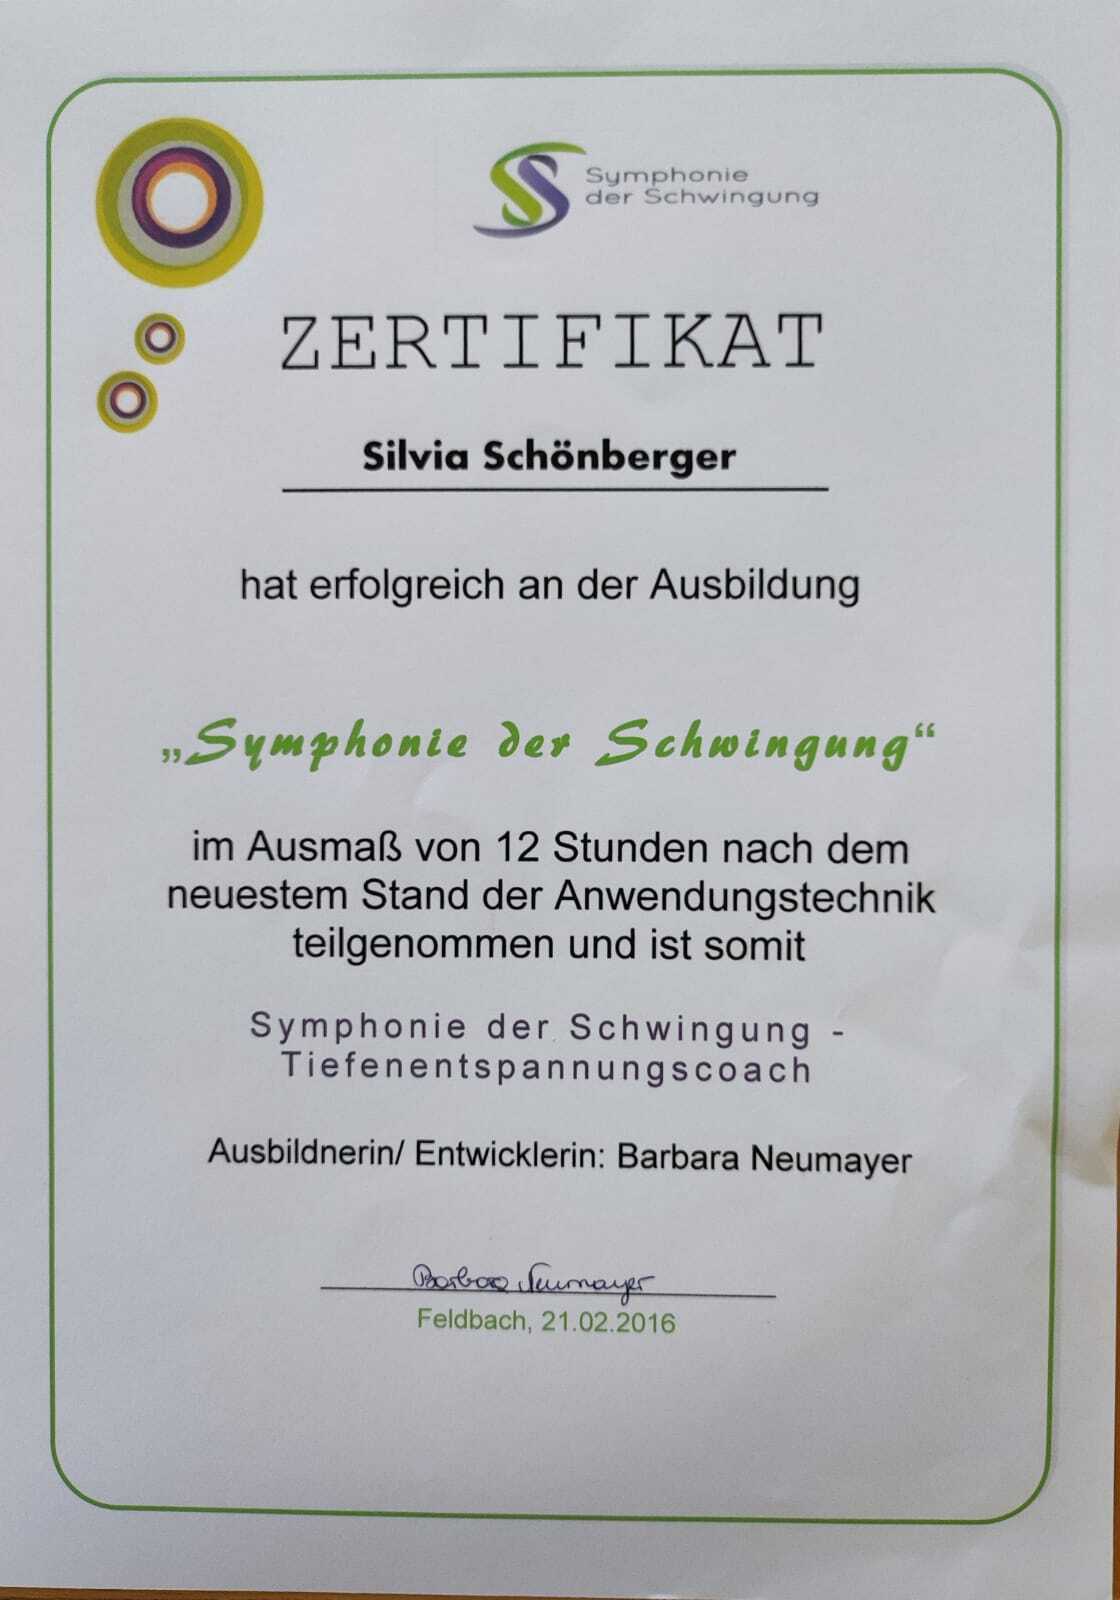 Symphonie
der Schwingung
ZERTIFIKAT
Silvia Schönberger
hat erfolgreich an der Ausbildung
„Symphonie der Schwingung“
im Ausmaß von 12 Stunden nach dem
neuestem Stand der Anwendungstechnik
teilgenommen und ist somit
Symphonie der Schwingung -
Tiefenentspannungscoach
Ausbildnerin/ Entwicklerin: Barbara Neumayer
Barbara Neumayer
Feldbach, 21.02.2016